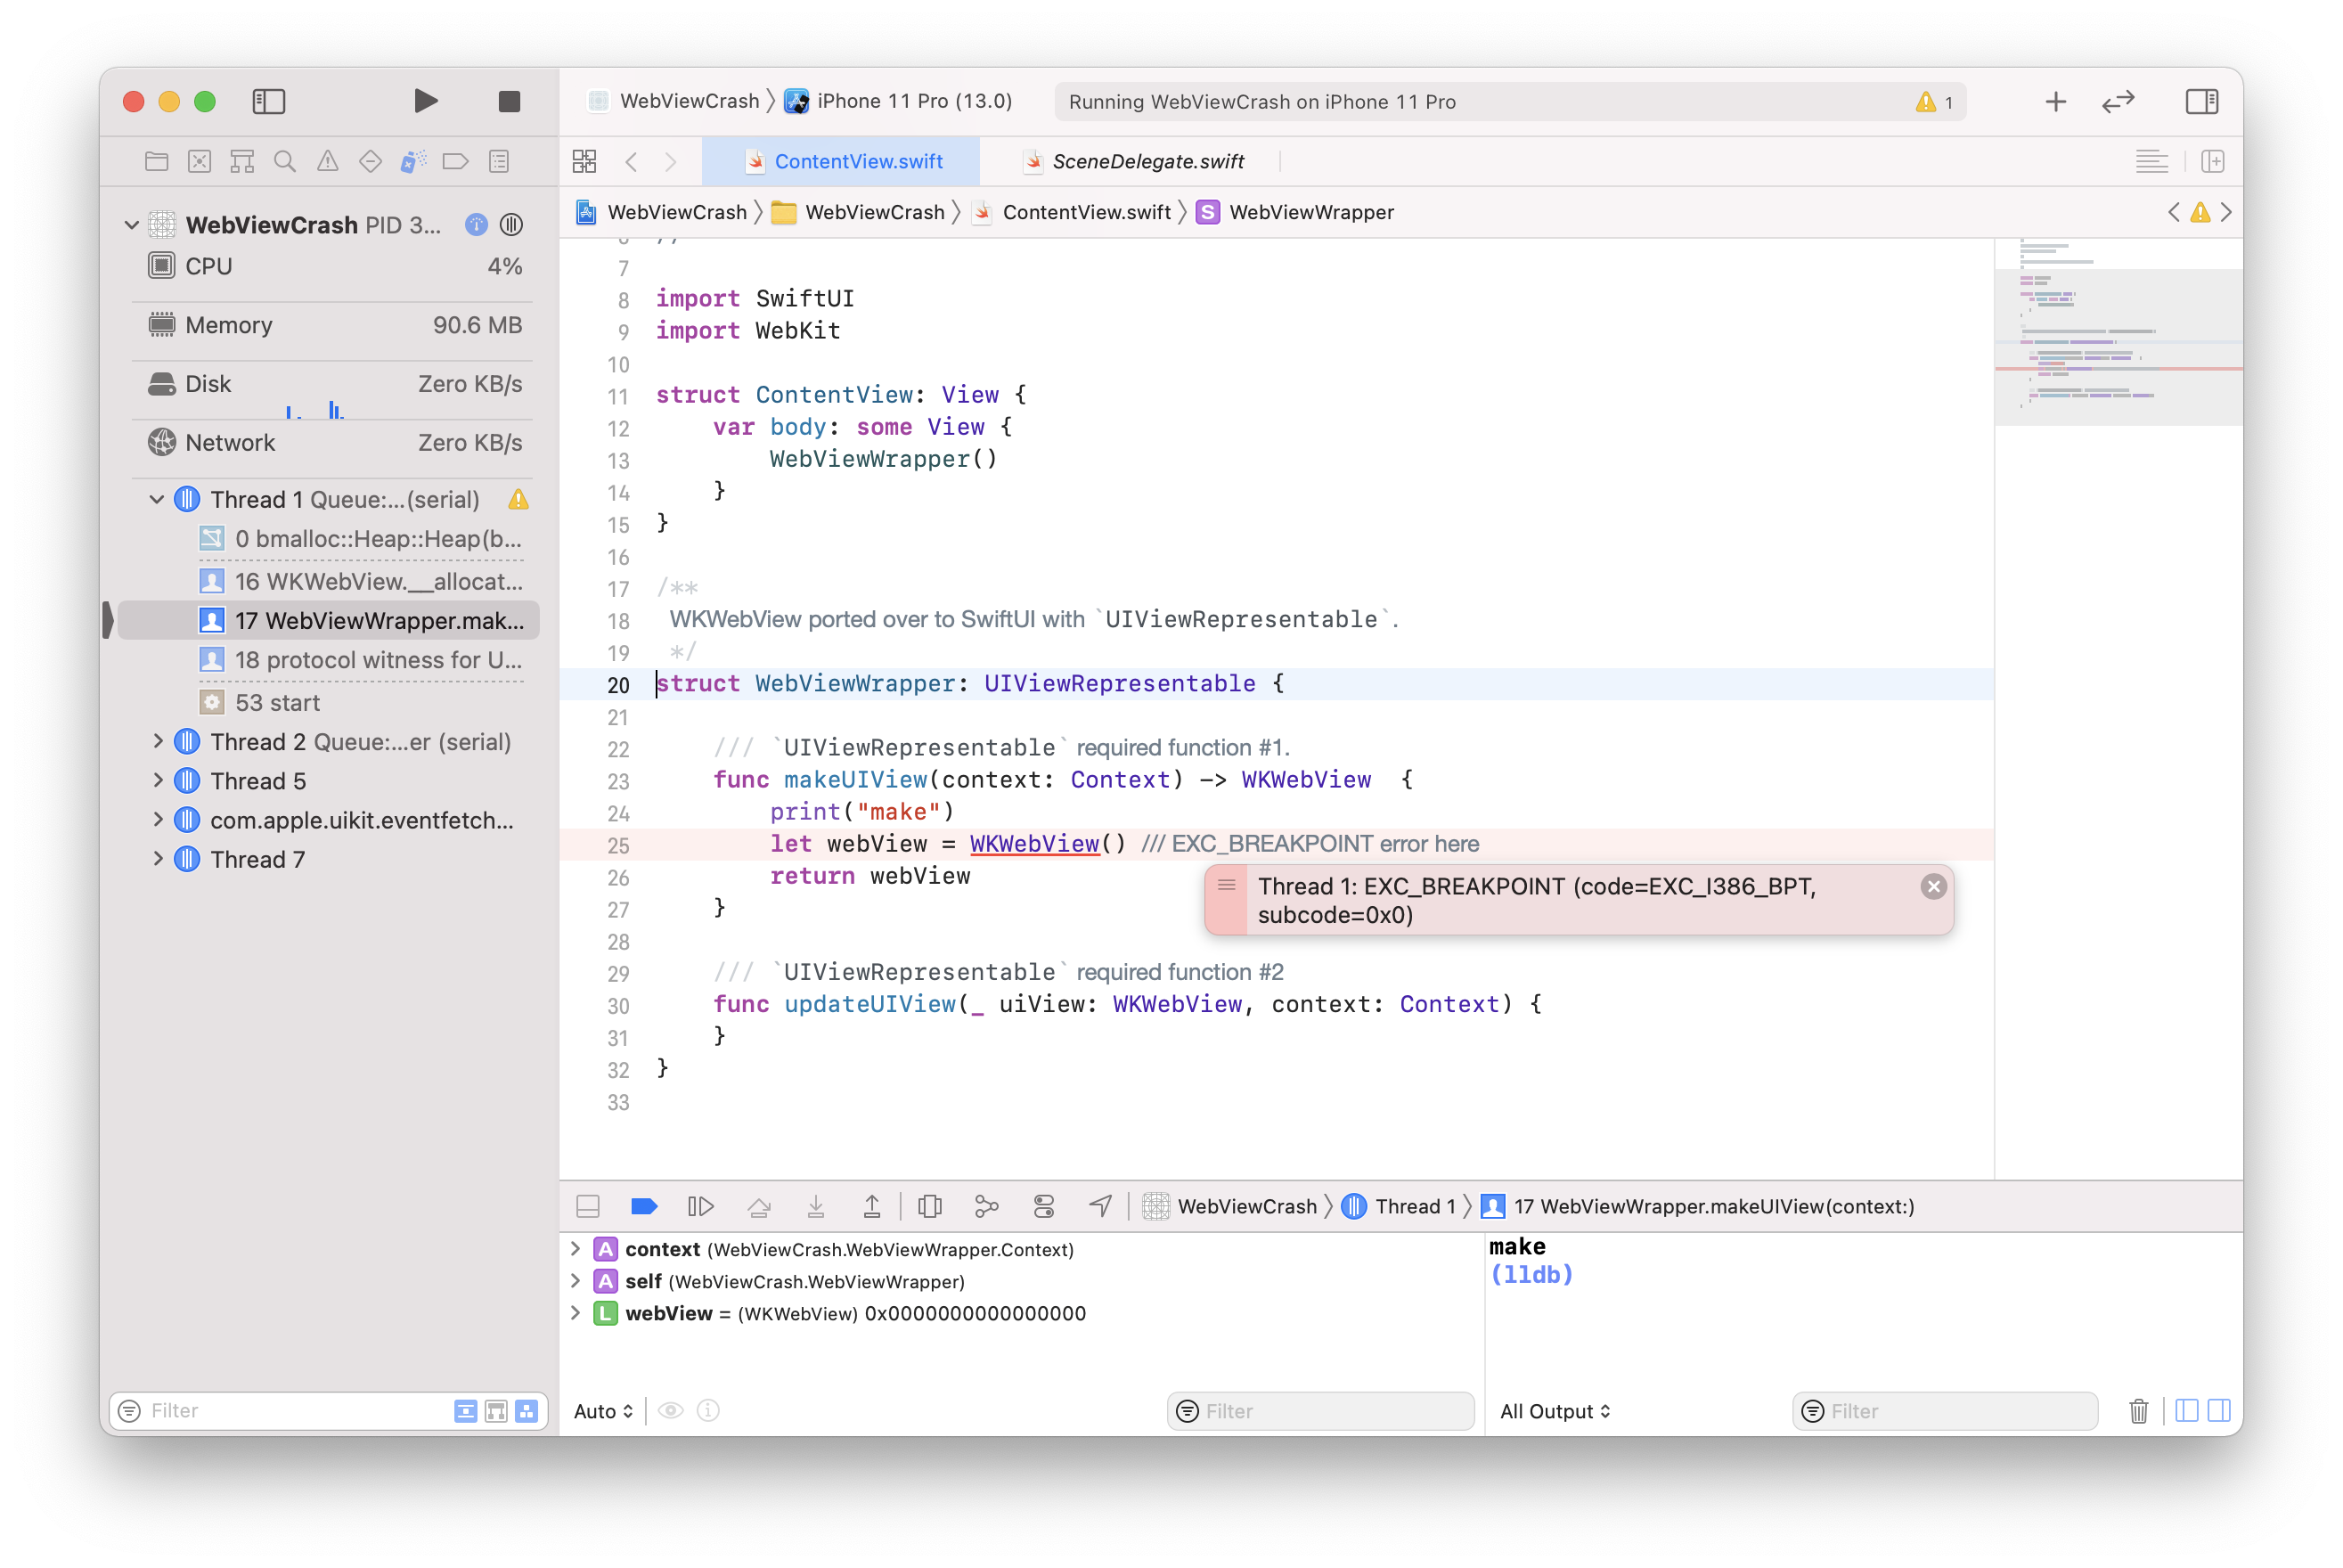 WebViewCrash
iPhone 11 Pro (13.0)
Running WebViewCrash on iPhone 11 Pro
1
ContentView.swift
SceneDelegate.swift
WebViewCrash
WebViewCrash
ContentView.swift
S
WebViewWrapper
WebViewCrash PID 3...
CPU
4%
Memory
90.6 MB
Disk
Zero KB/s
Network
Zero KB/s
Thread 1 Queue:...(serial)
0 bmalloc::Heap::Heap(b...
16 WKWebView.__allocat...
17 WebViewWrapper.mak...
18 protocol witness for U...
53 start
Thread 2 Queue:...er (serial)
Thread 5
com.apple.uikit.eventfetch...
Thread 7
Filter
7
8 import SwiftUI
9 import WebKit
10
11 struct ContentView: View {
12 var body: some View {
13 WebViewWrapper()
14 }
15 }
16
17 /**
18 WKWebView ported over to SwiftUI with `UIViewRepresentable`.
19 */
20 struct WebViewWrapper: UIViewRepresentable {
21
22 /// `UIViewRepresentable` required function #1.
23 func makeUIView(context: Context) -> WKWebView {
24 print("make")
25 let webView = WKWebView() /// EXC_BREAKPOINT error here
26 return webView
Thread 1: EXC_BREAKPOINT (code=EXC_I386_BPT,
subcode=0x0)
27 }
28
29 /// `UIViewRepresentable` required function #2
30 func updateUIView(_ uiView: WKWebView, context: Context) {
31 }
32 }
33
WebViewCrash
Thread 1
17 WebViewWrapper.makeUIView(context:)
A context (WebViewCrash.WebViewWrapper.Context)
A self (WebViewCrash.WebViewWrapper)
L webView = (WKWebView) 0x0000000000000000
make
(lldb)
Auto
Filter
All Output
Filter